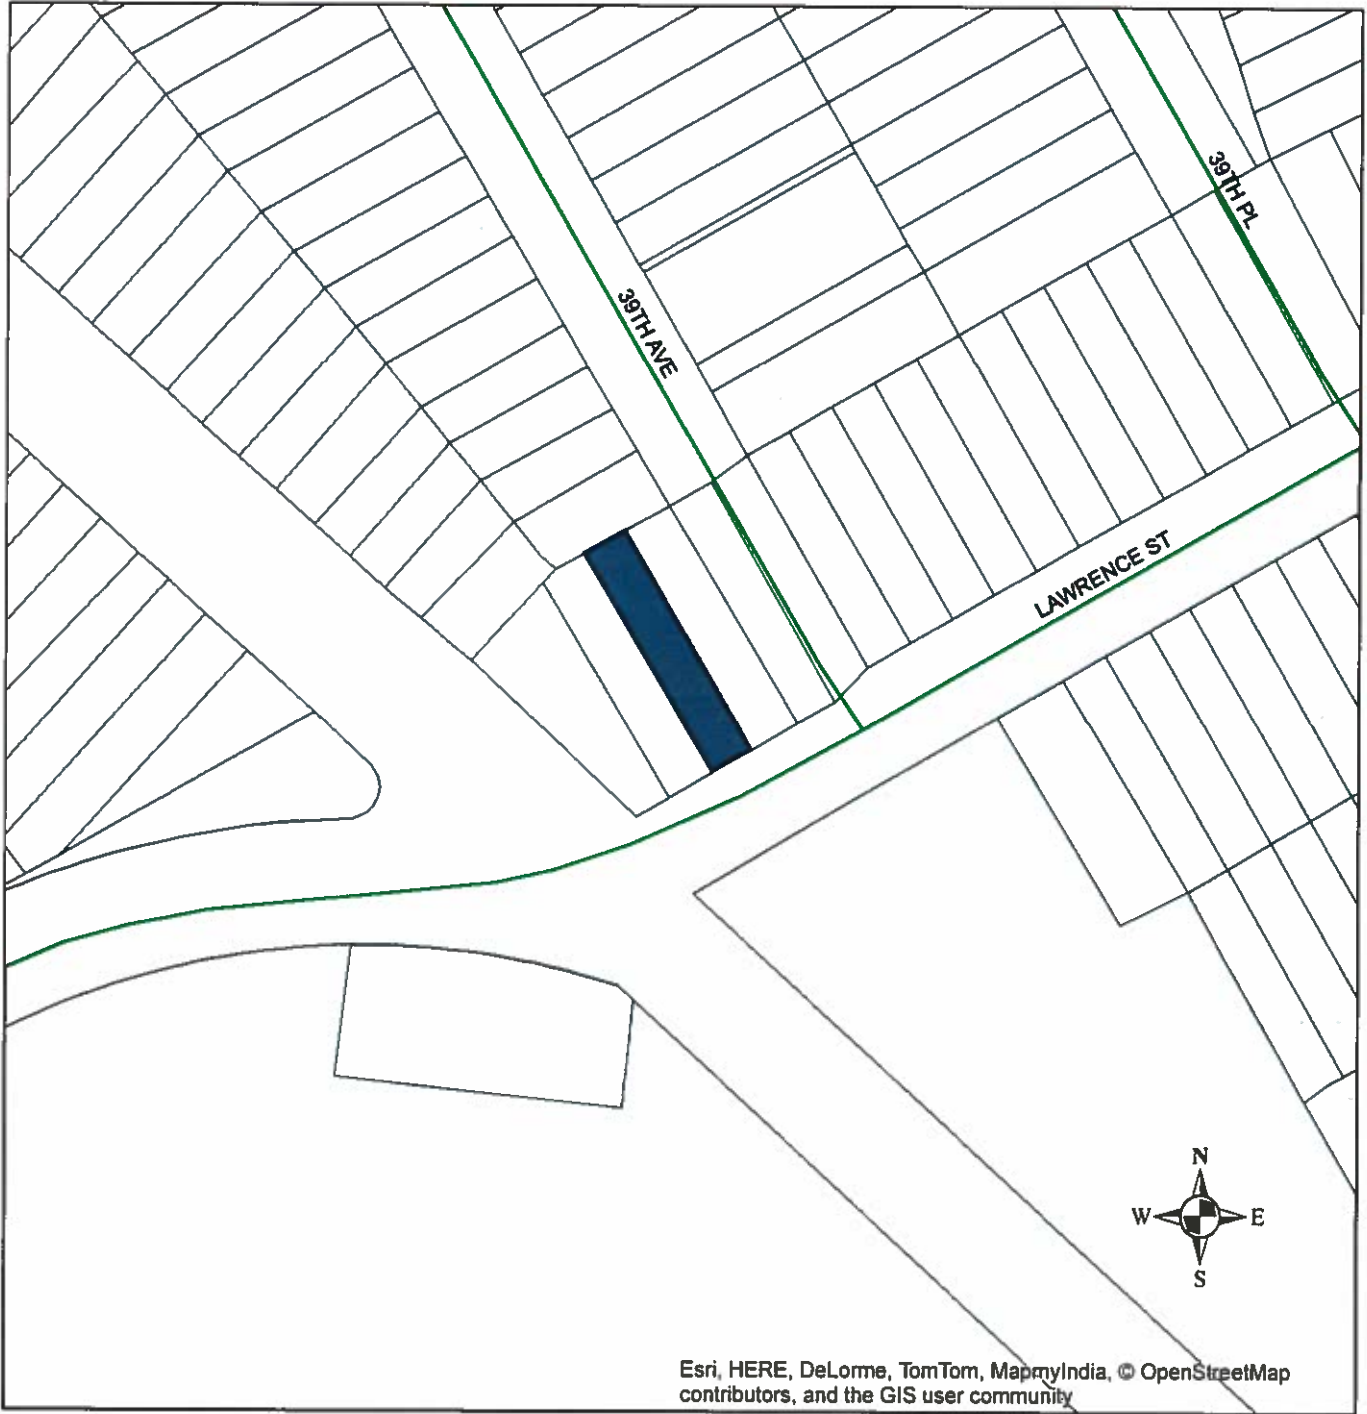 39TH PL
39TH AVE
LAWRENCE ST
N
W E
S
Esri, HERE, DeLorme, TomTom, MapmyIndia, © OpenStreetMap
contributors, and the GIS user community